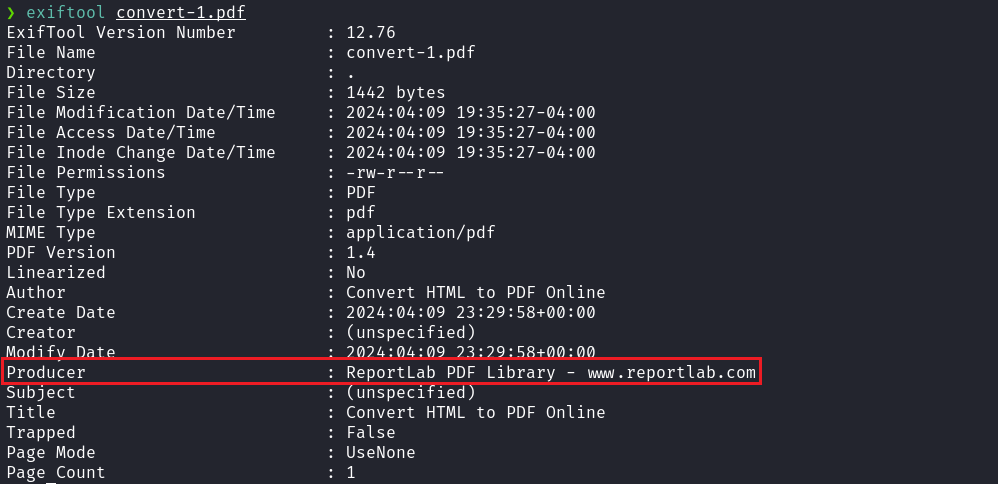 ❯ exiftool convert-1.pdf
ExifTool Version Number : 12.76
File Name : convert-1.pdf
Directory : .
File Size : 1442 bytes
File Modification Date/Time : 2024:04:09 19:35:27-04:00
File Access Date/Time : 2024:04:09 19:35:27-04:00
File Inode Change Date/Time : 2024:04:09 19:35:27-04:00
File Permissions : -rw-r--r--
File Type : PDF
File Type Extension : pdf
MIME Type : application/pdf
PDF Version : 1.4
Linearized : No
Author : Convert HTML to PDF Online
Create Date : 2024:04:09 23:29:58+00:00
Creator : (unspecified)
Modify Date : 2024:04:09 23:29:58+00:00
Producer : ReportLab PDF Library - www.reportlab.com
Subject : (unspecified)
Title : Convert HTML to PDF Online
Trapped : False
Page Mode : UseNone
Page Count : 1